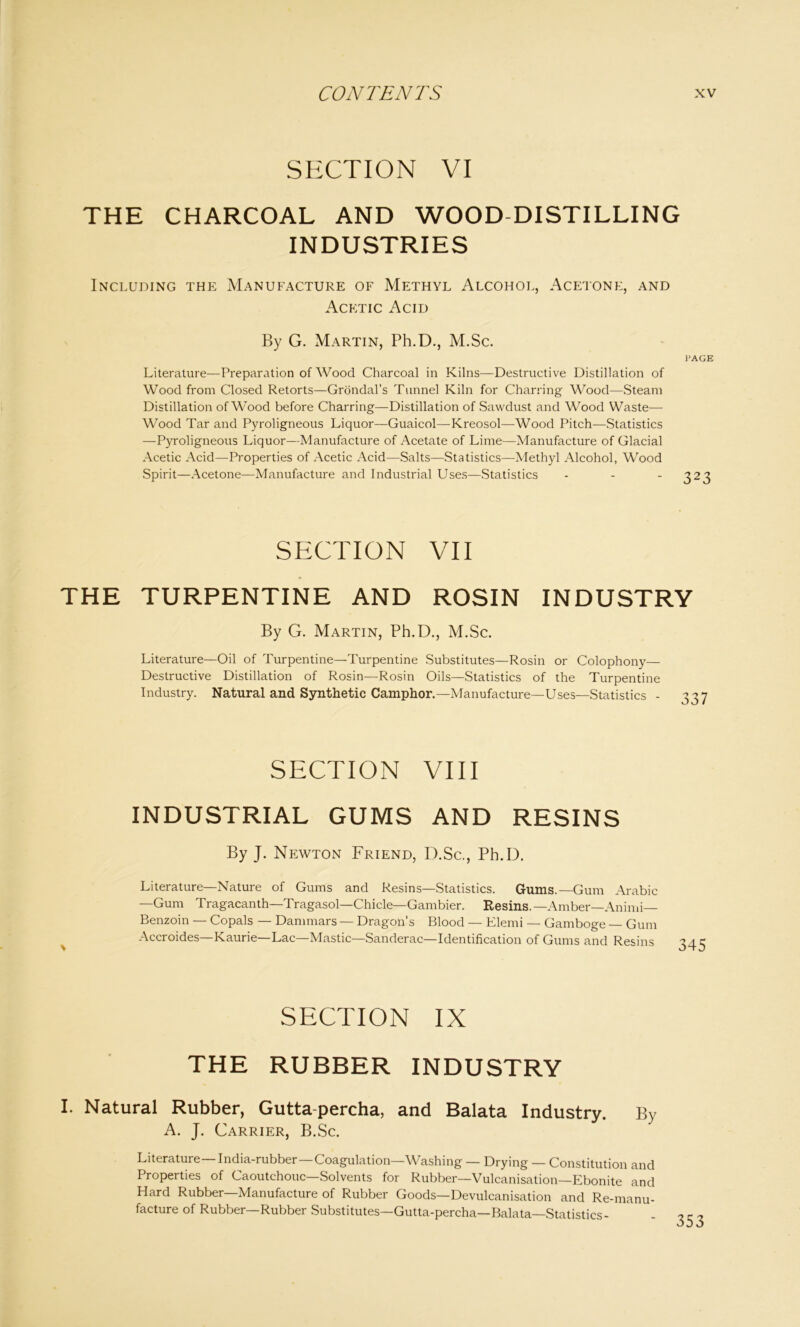 CONTENTS xv
SECTION VI
THE CHARCOAL AND WOOD-DISTILLING
INDUSTRIES
Including the Manufacture of Methyl Alcohol, Acetone, and
Acetic Acid
By G. Martin, Ph.D., M.Sc.
PAGE
Literature—Preparation of Wood Charcoal in Kilns—Destructive Distillation of
Wood from Closed Retorts—Gröndal's Tunnel Kiln for Charring Wood—Steam
Distillation of Wood before Charring—Distillation of Sawdust and Wood Waste—
Wood Tar and Pyroligneous Liquor—Guaicol—Kreosol—Wood Pitch—Statistics
—Pyroligneous Liquor—Manufacture of Acetate of Lime—Manufacture of Glacial
Acetic Acid—Properties of Acetic Acid—Salts—Statistics—Methyl Alcohol, Wood
Spirit—Acetone—Manufacture and Industrial Uses—Statistics - - - 323
SECTION VII
THE TURPENTINE AND ROSIN INDUSTRY
By G. Martin, Ph.D., M.Sc.
Literature—Oil of Turpentine—Turpentine Substitutes—Rosin or Colophony—
Destructive Distillation of Rosin—Rosin Oils—Statistics of the Turpentine
Industry. Natural and Synthetic Camphor.—Manufacture—Uses—Statistics - 337
SECTION VIII
INDUSTRIAL GUMS AND RESINS
By J. Newton Friend, D.Sc., Ph.D.
Literature—Nature of Gums and Resins—Statistics. Gums.—Gum Arabic
—Gum Tragacanth—Tragasol—Chicle—Gambier. Resins.—Amber—Animi—
Benzoin — Copals — Dammars — Dragon's Blood — Elemi — Gamboge — Gum
Accroides—Kaurie—Lac—Mastic—Sanderac—Identification of Gums and Resins 345
SECTION IX
THE RUBBER INDUSTRY
I. Natural Rubber, Gutta-percha, and Balata Industry. By
A. J. Carrier, B.Sc.
Literature—India-rubber—Coagulation—Washing — Drying — Constitution and
Properties of Caoutchouc—Solvents for Rubber—Vulcanisation—Ebonite and
Hard Rubber—Manufacture of Rubber Goods—Devulcanisation and Re-manu-
facture of Rubber—Rubber Substitutes—Gutta-percha—Balata—Statistics - - 353